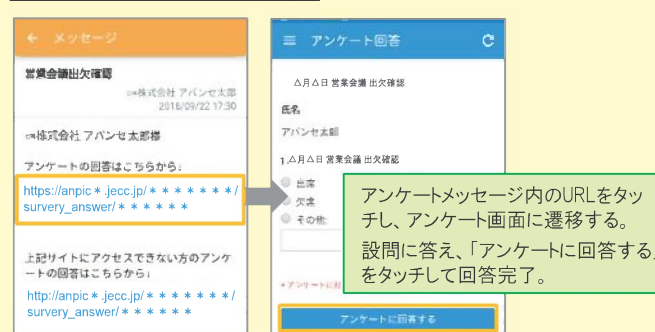 メッセージ
営業会議出欠確認
株式会社 アバンセ太郎
2016/09/22 17:30
株式会社 アバンセ太郎様
アンケートの回答はこちらから↓
https://anpic＊.jecc.jp/＊＊＊＊＊＊＊/
survery_answer/＊＊＊＊＊＊
上記サイトにアクセスできない方のアンケ
ートの回答はこちらから↓
http://anpic＊.jecc.jp/＊＊＊＊＊＊＊/
survery_answer/＊＊＊＊＊＊
アンケート回答
△月△日 営業会議 出欠確認
氏名
アバンセ太郎
1.△月△日 営業会議 出欠確認
出席
欠席
その他:
アンケートに
アンケートに回答する
アンケートメッセージ内のURLをタッ
チし、アンケート画面に遷移する。
設問に答え、「アンケートに回答する」
をタッチして回答完了。